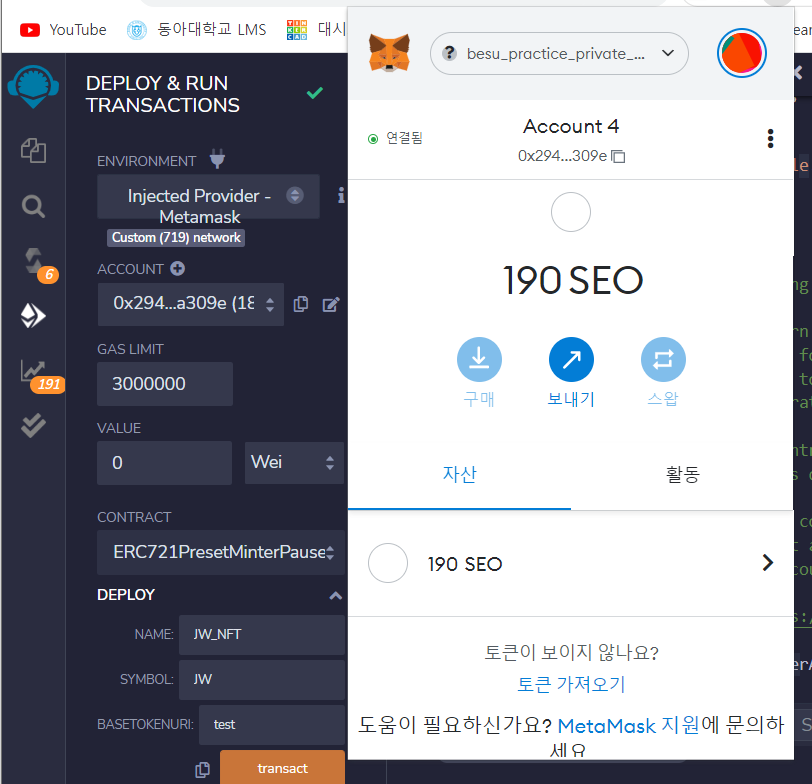 YouTube
동아대학교 LMS
TIN
KER
CAD
대시
DEPLOY & RUN
TRANSACTIONS
ENVIRONMENT
Injected Provider -
Metamask
Custom (719) network
ACCOUNT
0x294...a309e (18
GAS LIMIT
3000000
VALUE
0
Wei
CONTRACT
ERC721PresetMinterPause
DEPLOY
NAME:
JW_NFT
SYMBOL:
JW
BASETOKENURI:
test
transact
6
191
besu_practice_private_...
연결됨
Account 4
0x294...309e
190 SEO
구매
보내기
스왑
자산
활동
190 SEO
토큰이 보이지 않나요?
토큰 가져오기
도움이 필요하신가요? MetaMask 지원에 문의하
세요